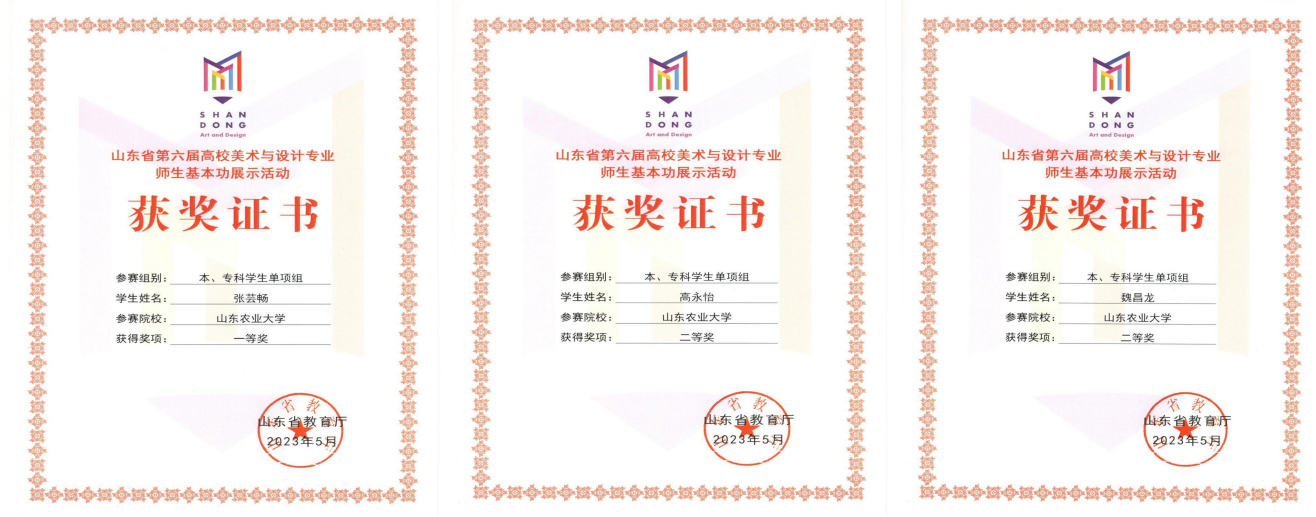 SHAN
DONG
Art and Design
山东省第六届高校美术与设计专业
师生基本功展示活动
获奖证书
参赛组别：本、专科学生单项组
学生姓名：张芸畅
参赛院校：山东农业大学
获得奖项：一等奖
山东省教育厅
2023年5月
SHAN
DONG
Art and Design
山东省第六届高校美术与设计专业
师生基本功展示活动
获奖证书
参赛组别：本、专科学生单项组
学生姓名：高永怡
参赛院校：山东农业大学
获得奖项：二等奖
山东省教育厅
2023年5月
SHAN
DONG
Art and Design
山东省第六届高校美术与设计专业
师生基本功展示活动
获奖证书
参赛组别：本、专科学生单项组
学生姓名：魏昌龙
参赛院校：山东农业大学
获得奖项：二等奖
山东省教育厅
2023年5月